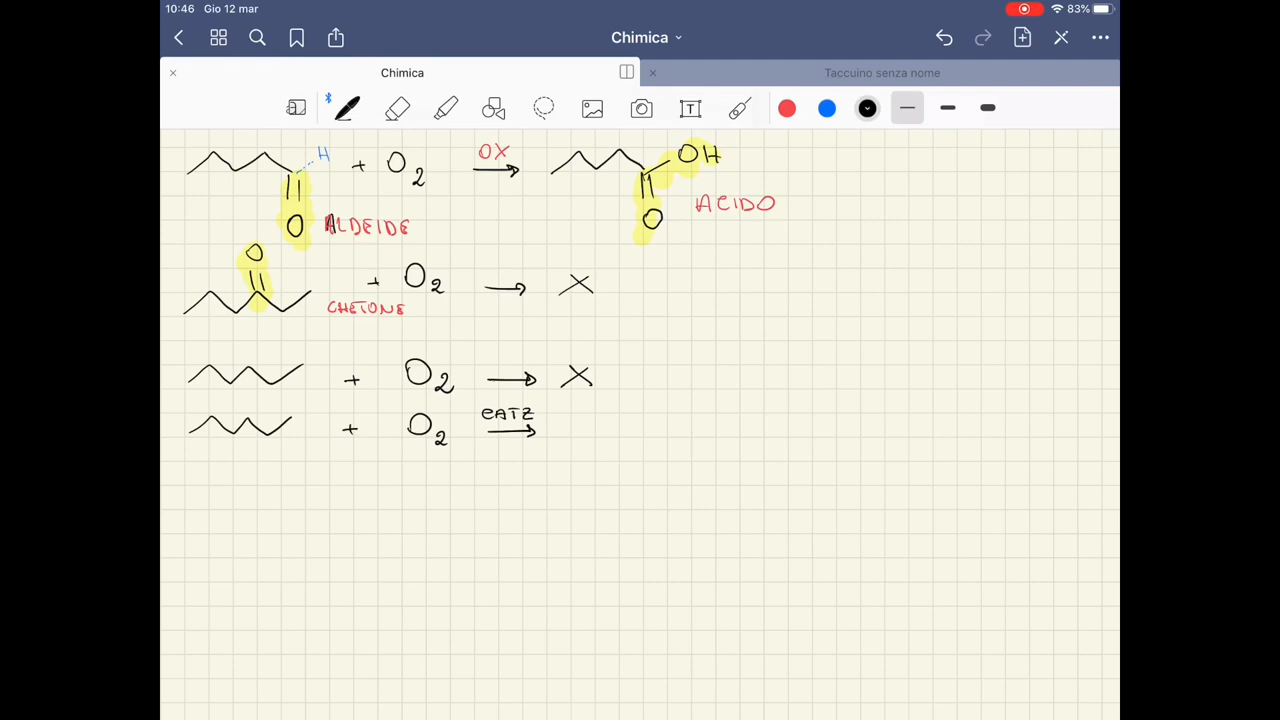 10:46 Gio 12 mar 83%
Chimica
Chimica Taccuino senza nome
T
H + O2 OX OH
O ALDEIDE O ACIDO
O
+ O2 X
CHETONE
+ O2 X
+ O2 CATZ